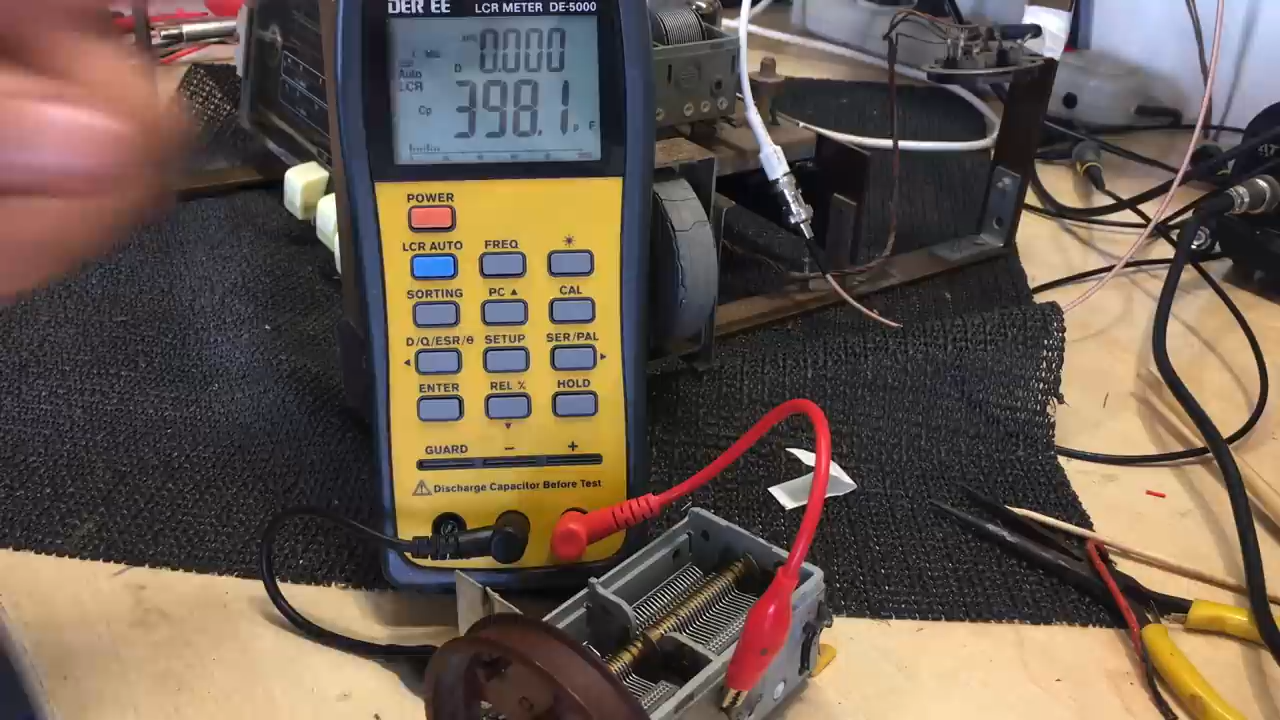 DER EE LCR METER DE-5000
0.000
D
Auto
LCR
Cp 398.1 pF
POWER
LCR AUTO FREQ
SORTING PC ▲ CAL
D/Q/ESR/θ SETUP SER/PAL
ENTER REL % HOLD
GUARD − +
⚠ Discharge Capacitor Before Test